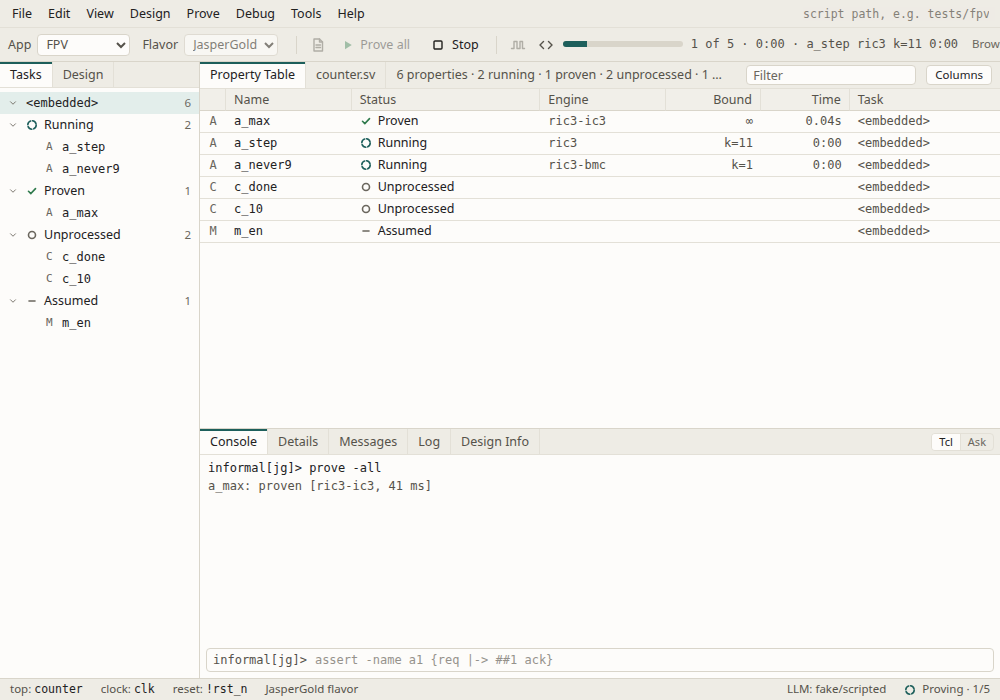 File Edit View Design Prove Debug Tools Help script path, e.g. tests/fpv
App FPV Flavor JasperGold Prove all Stop 1 of 5 · 0:00 · a_step ric3 k=11 0:00 Brow
Tasks Design Property Table counter.sv 6 properties · 2 running · 1 proven · 2 unprocessed · 1 ... Filter Columns
<embedded> 6
Running 2
A a_step
A a_never9
Proven 1
A a_max
Unprocessed 2
C c_done
C c_10
Assumed 1
M m_en
Name Status Engine Bound Time Task
A a_max Proven ric3-ic3 ∞ 0.04s <embedded>
A a_step Running ric3 k=11 0:00 <embedded>
A a_never9 Running ric3-bmc k=1 0:00 <embedded>
C c_done Unprocessed <embedded>
C c_10 Unprocessed <embedded>
M m_en Assumed <embedded>
Console Details Messages Log Design Info Tcl Ask
informal[jg]> prove -all
a_max: proven [ric3-ic3, 41 ms]
informal[jg]> assert -name a1 {req |-> ##1 ack}
top: counter clock: clk reset: !rst_n JasperGold flavor LLM: fake/scripted Proving · 1/5